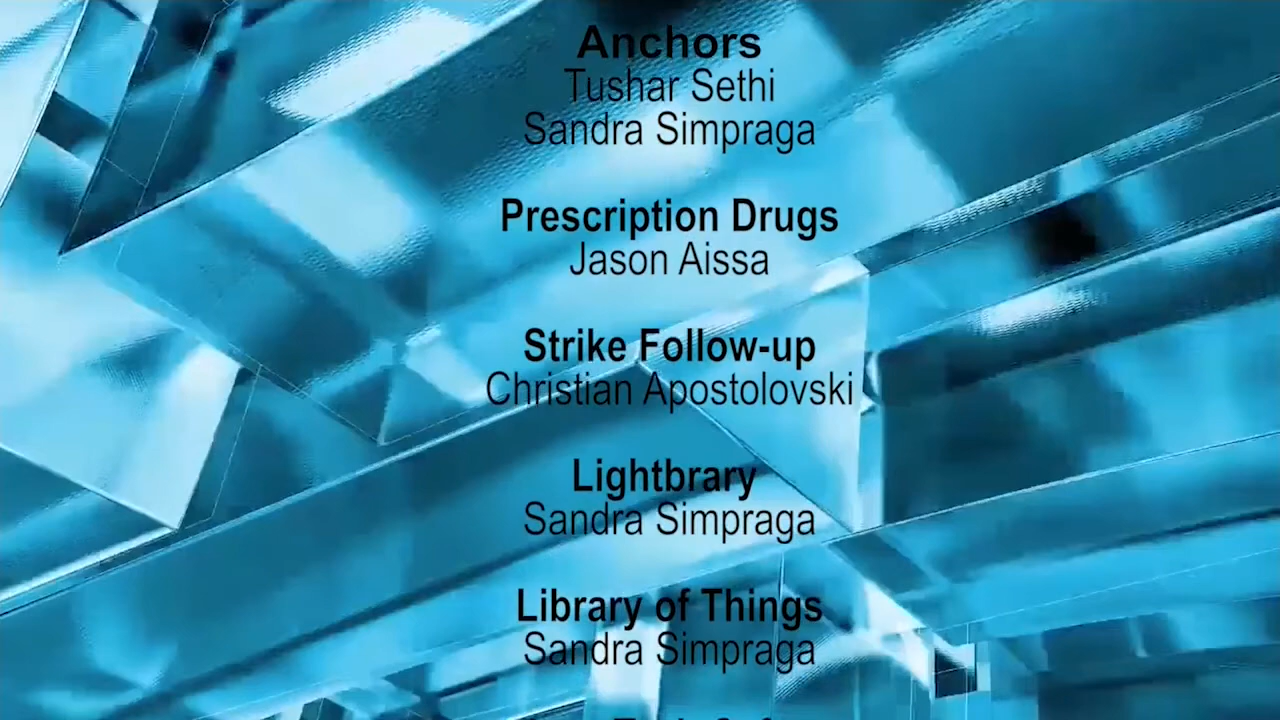 Anchors
Tushar Sethi
Sandra Simpraga
Prescription Drugs
Jason Aissa
Strike Follow-up
Christian Apostolovski
Lightbrary
Sandra Simpraga
Library of Things
Sandra Simpraga